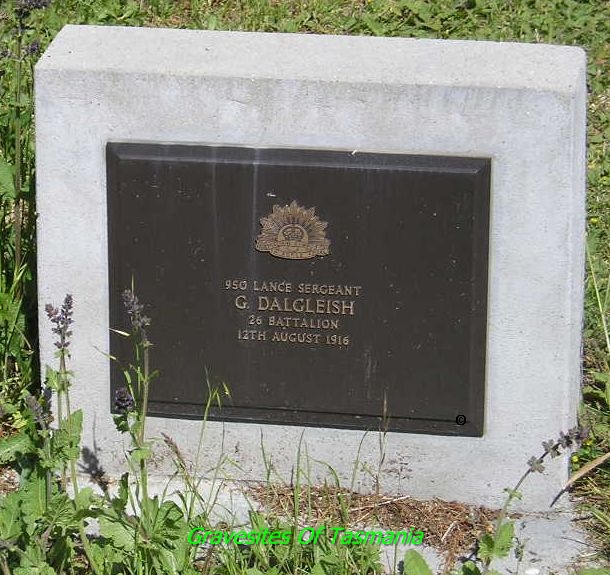 950 LANCE SERGEANT
G. DALGLEISH
26 BATTALION
12TH AUGUST 1916
©
Gravesites Of Tasmania